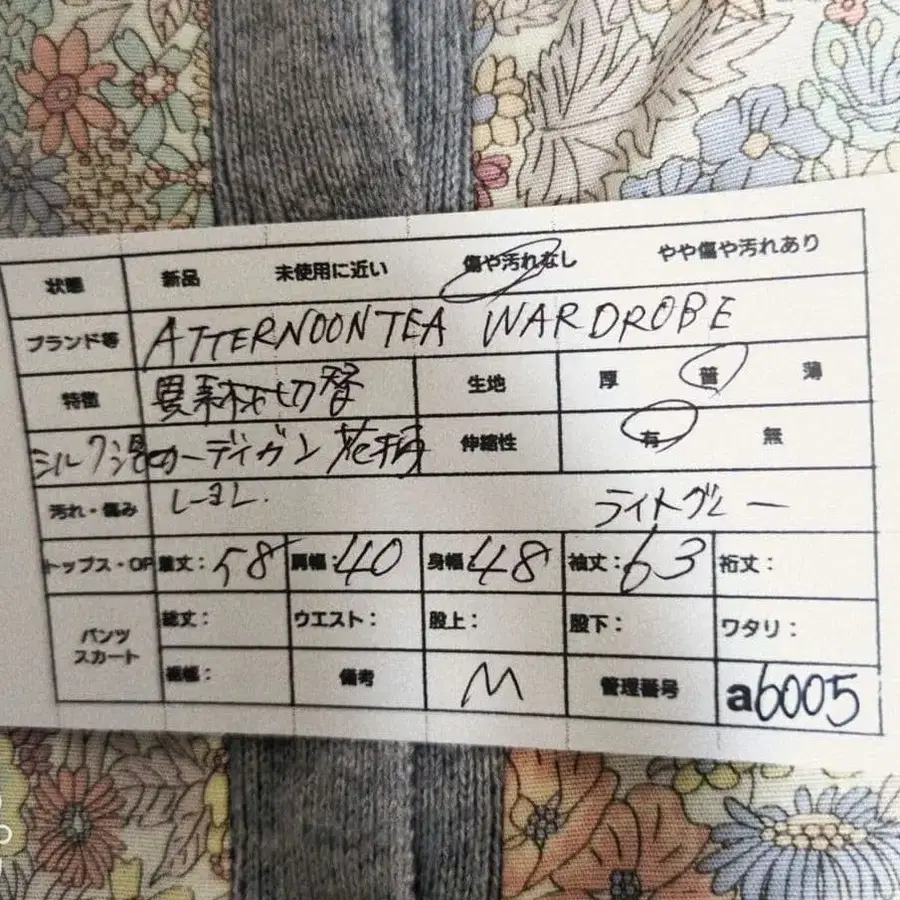 状態 新品 未使用に近い 傷や汚れなし やや傷や汚れあり
ブランド等 AFTERNOONTEA WARDROBE
特徴 異素材切替 生地 厚 普 薄
シルク混 カーディガン 花柄 伸縮性 有 無
汚れ・傷み ライトグレー
トップス・OP 着丈:58 肩幅:40 身幅:48 袖丈:63 裄丈:
パンツ スカート 総丈: ウエスト: 股上: 股下: ワタリ:
裾幅: 備考 M 管理番号 a6005